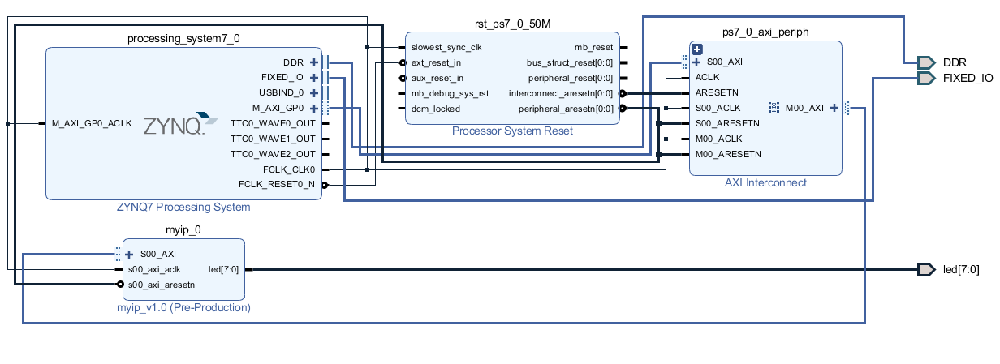 processing_system7_0
DDR
FIXED_IO
USBIND_0
M_AXI_GP0
M_AXI_GP0_ACLK
ZYNQ
TTC0_WAVE0_OUT
TTC0_WAVE1_OUT
TTC0_WAVE2_OUT
FCLK_CLK0
FCLK_RESET0_N
ZYNQ7 Processing System
rst_ps7_0_50M
slowest_sync_clk
mb_reset
ext_reset_in
bus_struct_reset[0:0]
aux_reset_in
peripheral_reset[0:0]
mb_debug_sys_rst
interconnect_aresetn[0:0]
dcm_locked
peripheral_aresetn[0:0]
Processor System Reset
ps7_0_axi_periph
S00_AXI
ACLK
ARESETN
S00_ACLK
M00_AXI
S00_ARESETN
M00_ACLK
M00_ARESETN
AXI Interconnect
DDR
FIXED_IO
myip_0
S00_AXI
s00_axi_aclk
led[7:0]
s00_axi_aresetn
myip_v1.0 (Pre-Production)
led[7:0]